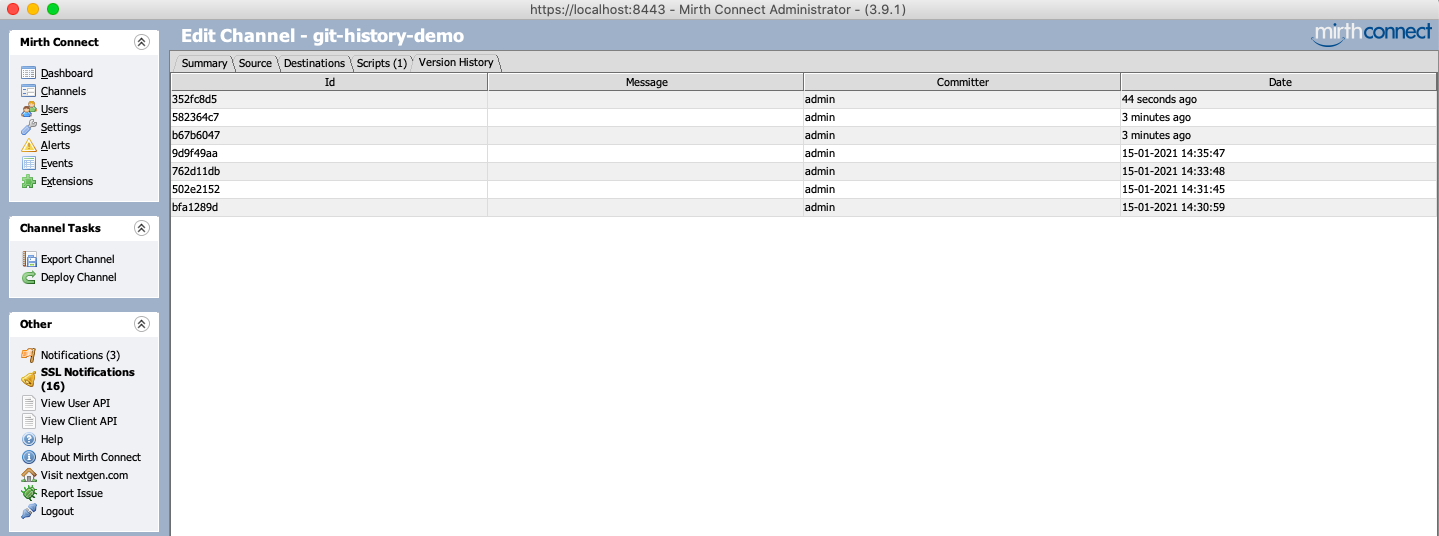 https://localhost:8443 - Mirth Connect Administrator - (3.9.1)
Mirth Connect
Dashboard
Channels
Users
Settings
Alerts
Events
Extensions
Channel Tasks
Export Channel
Deploy Channel
Other
Notifications (3)
SSL Notifications
(16)
View User API
View Client API
Help
About Mirth Connect
Visit nextgen.com
Report Issue
Logout
Edit Channel - git-history-demo
mirthconnect
Summary Source Destinations Scripts (1) Version History
Id Message Committer Date
352fc8d5 admin 44 seconds ago
582364c7 admin 3 minutes ago
b67b6047 admin 3 minutes ago
9d9f49aa admin 15-01-2021 14:35:47
762d11db admin 15-01-2021 14:33:48
502e2152 admin 15-01-2021 14:31:45
bfa1289d admin 15-01-2021 14:30:59